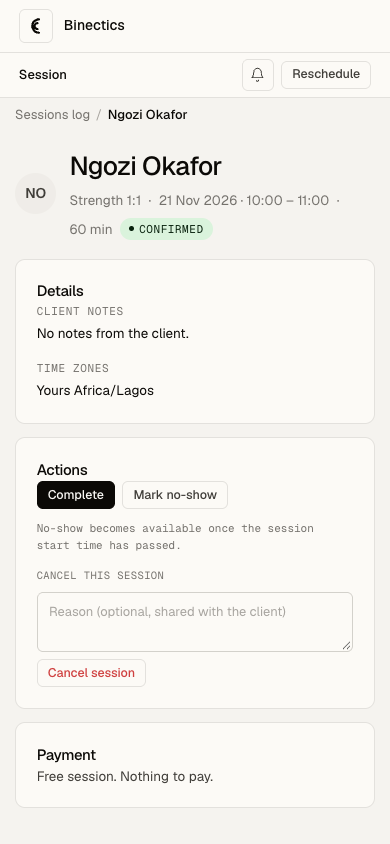 Binectics
Session
Reschedule
Sessions log / Ngozi Okafor
NO
Ngozi Okafor
Strength 1:1 · 21 Nov 2026 · 10:00 – 11:00 ·
60 min CONFIRMED
Details
CLIENT NOTES
No notes from the client.
TIME ZONES
Yours Africa/Lagos
Actions
Complete Mark no-show
No-show becomes available once the session
start time has passed.
CANCEL THIS SESSION
Reason (optional, shared with the client)
Cancel session
Payment
Free session. Nothing to pay.